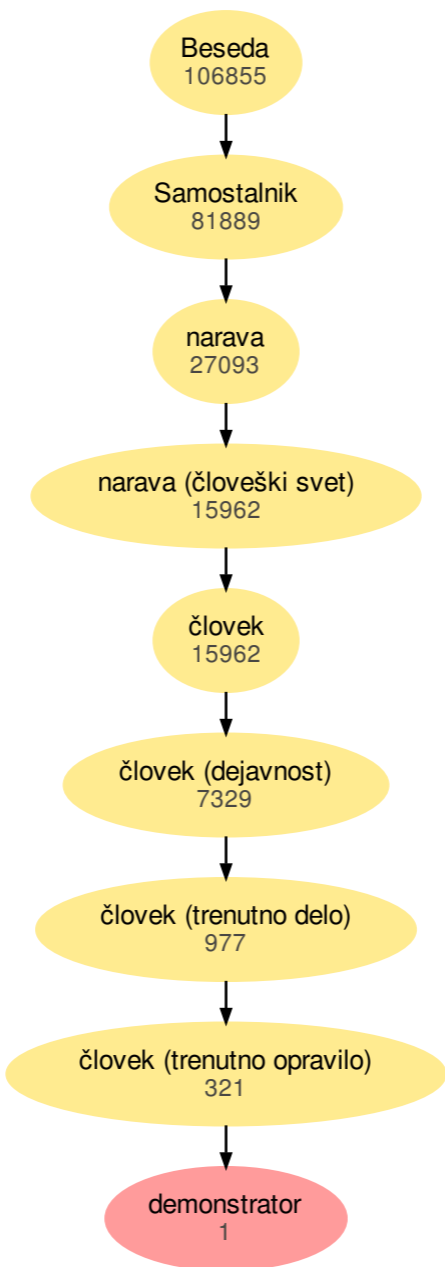 Beseda
106855
Samostalnik
81889
narava
27093
narava (človeški svet)
15962
človek
15962
človek (dejavnost)
7329
človek (trenutno delo)
977
človek (trenutno opravilo)
321
demonstrator
1